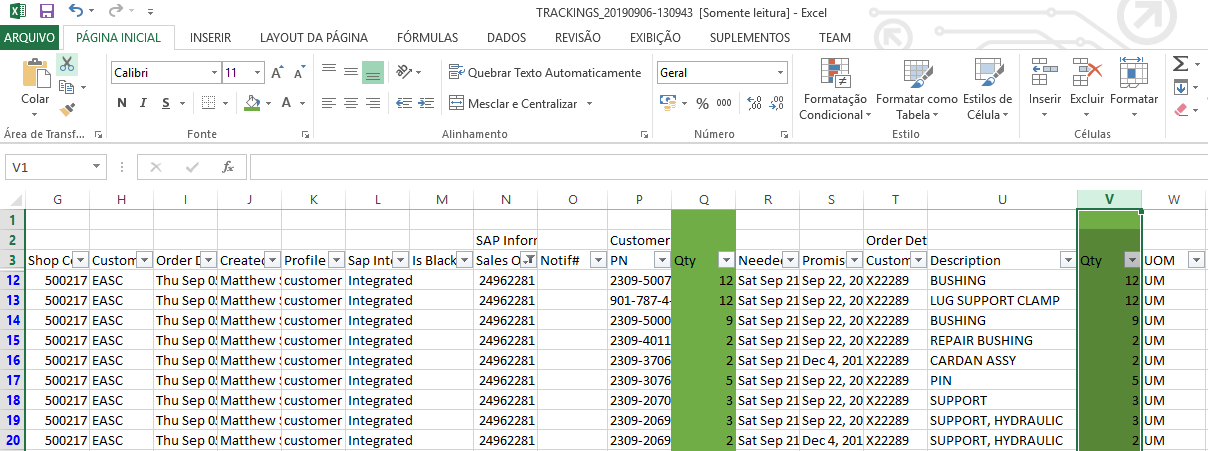 TRACKINGS_20190906-130943 [Somente leitura] - Excel
ARQUIVO PÁGINA INICIAL INSERIR LAYOUT DA PÁGINA FÓRMULAS DADOS REVISÃO EXIBIÇÃO SUPLEMENTOS TEAM
Calibri 11 Quebrar Texto Automaticamente Geral
Colar N I S A Mesclar e Centralizar % 000 Formatação Condicional Formatar como Tabela Estilos de Célula Inserir Excluir Formatar
Área de Transf... Fonte Alinhamento Número Estilo Células
V1 fx
G H I J K L M N O P Q R S T U V W
1
2 SAP Inforr Customer Order Det
3 Shop Co Custom Order D Created Profile Sap Inte Is Black Sales O Notif# PN Qty Needed Promis Custom Description Qty UOM
12 500217 EASC Thu Sep 05 Matthew S customer Integrated 24962281 2309-5007 12 Sat Sep 21 Sep 22, 20 X22289 BUSHING 12 UM
13 500217 EASC Thu Sep 05 Matthew S customer Integrated 24962281 901-787-4- 12 Sat Sep 21 Sep 22, 20 X22289 LUG SUPPORT CLAMP 12 UM
14 500217 EASC Thu Sep 05 Matthew S customer Integrated 24962281 2309-5000 9 Sat Sep 21 Sep 22, 20 X22289 BUSHING 9 UM
15 500217 EASC Thu Sep 05 Matthew S customer Integrated 24962281 2309-4011 2 Sat Sep 21 Sep 22, 20 X22289 REPAIR BUSHING 2 UM
16 500217 EASC Thu Sep 05 Matthew S customer Integrated 24962281 2309-3706 2 Sat Sep 21 Dec 4, 201 X22289 CARDAN ASSY 2 UM
17 500217 EASC Thu Sep 05 Matthew S customer Integrated 24962281 2309-3076 5 Sat Sep 21 Sep 22, 20 X22289 PIN 5 UM
18 500217 EASC Thu Sep 05 Matthew S customer Integrated 24962281 2309-2070 3 Sat Sep 21 Sep 22, 20 X22289 SUPPORT 3 UM
19 500217 EASC Thu Sep 05 Matthew S customer Integrated 24962281 2309-2069 3 Sat Sep 21 Sep 22, 20 X22289 SUPPORT, HYDRAULIC 3 UM
20 500217 EASC Thu Sep 05 Matthew S customer Integrated 24962281 2309-2069 2 Sat Sep 21 Dec 4, 201 X22289 SUPPORT, HYDRAULIC 2 UM